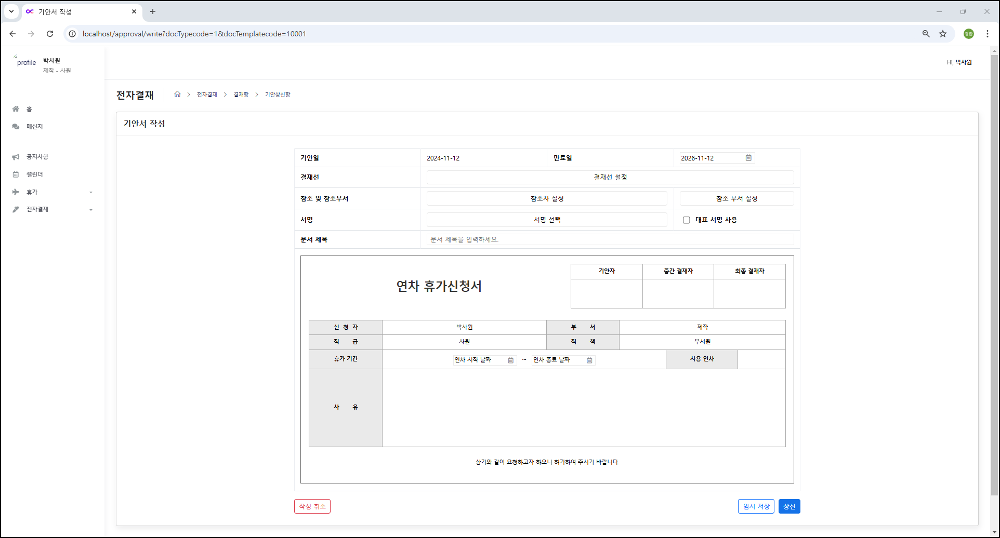 기안서 작성
localhost/approval/write?docTypecode=1&docTemplatecode=10001
경환
profile
박사원
제작 - 사원
Hi, 박사원
홈
메신저
공지사항
캘린더
휴가
전자결재
전자결재
전자결재 결재함 기안상신함
기안서 작성
기안일 2024-11-12 만료일 2026-11-12
결재선 결재선 설정
참조 및 참조부서 참조자 설정 참조 부서 설정
서명 서명 선택 대표 서명 사용
문서 제목 문서 제목을 입력하세요.
연차 휴가신청서
기안자 중간 결재자 최종 결재자
신 청 자 박사원 부 서 제작
직 급 사원 직 책 부서원
휴가 기간 연차 시작 날짜 ~ 연차 종료 날짜 사용 연차
사 유
상기와 같이 요청하고자 하오니 허가하여 주시기 바랍니다.
작성 취소 임시 저장 상신